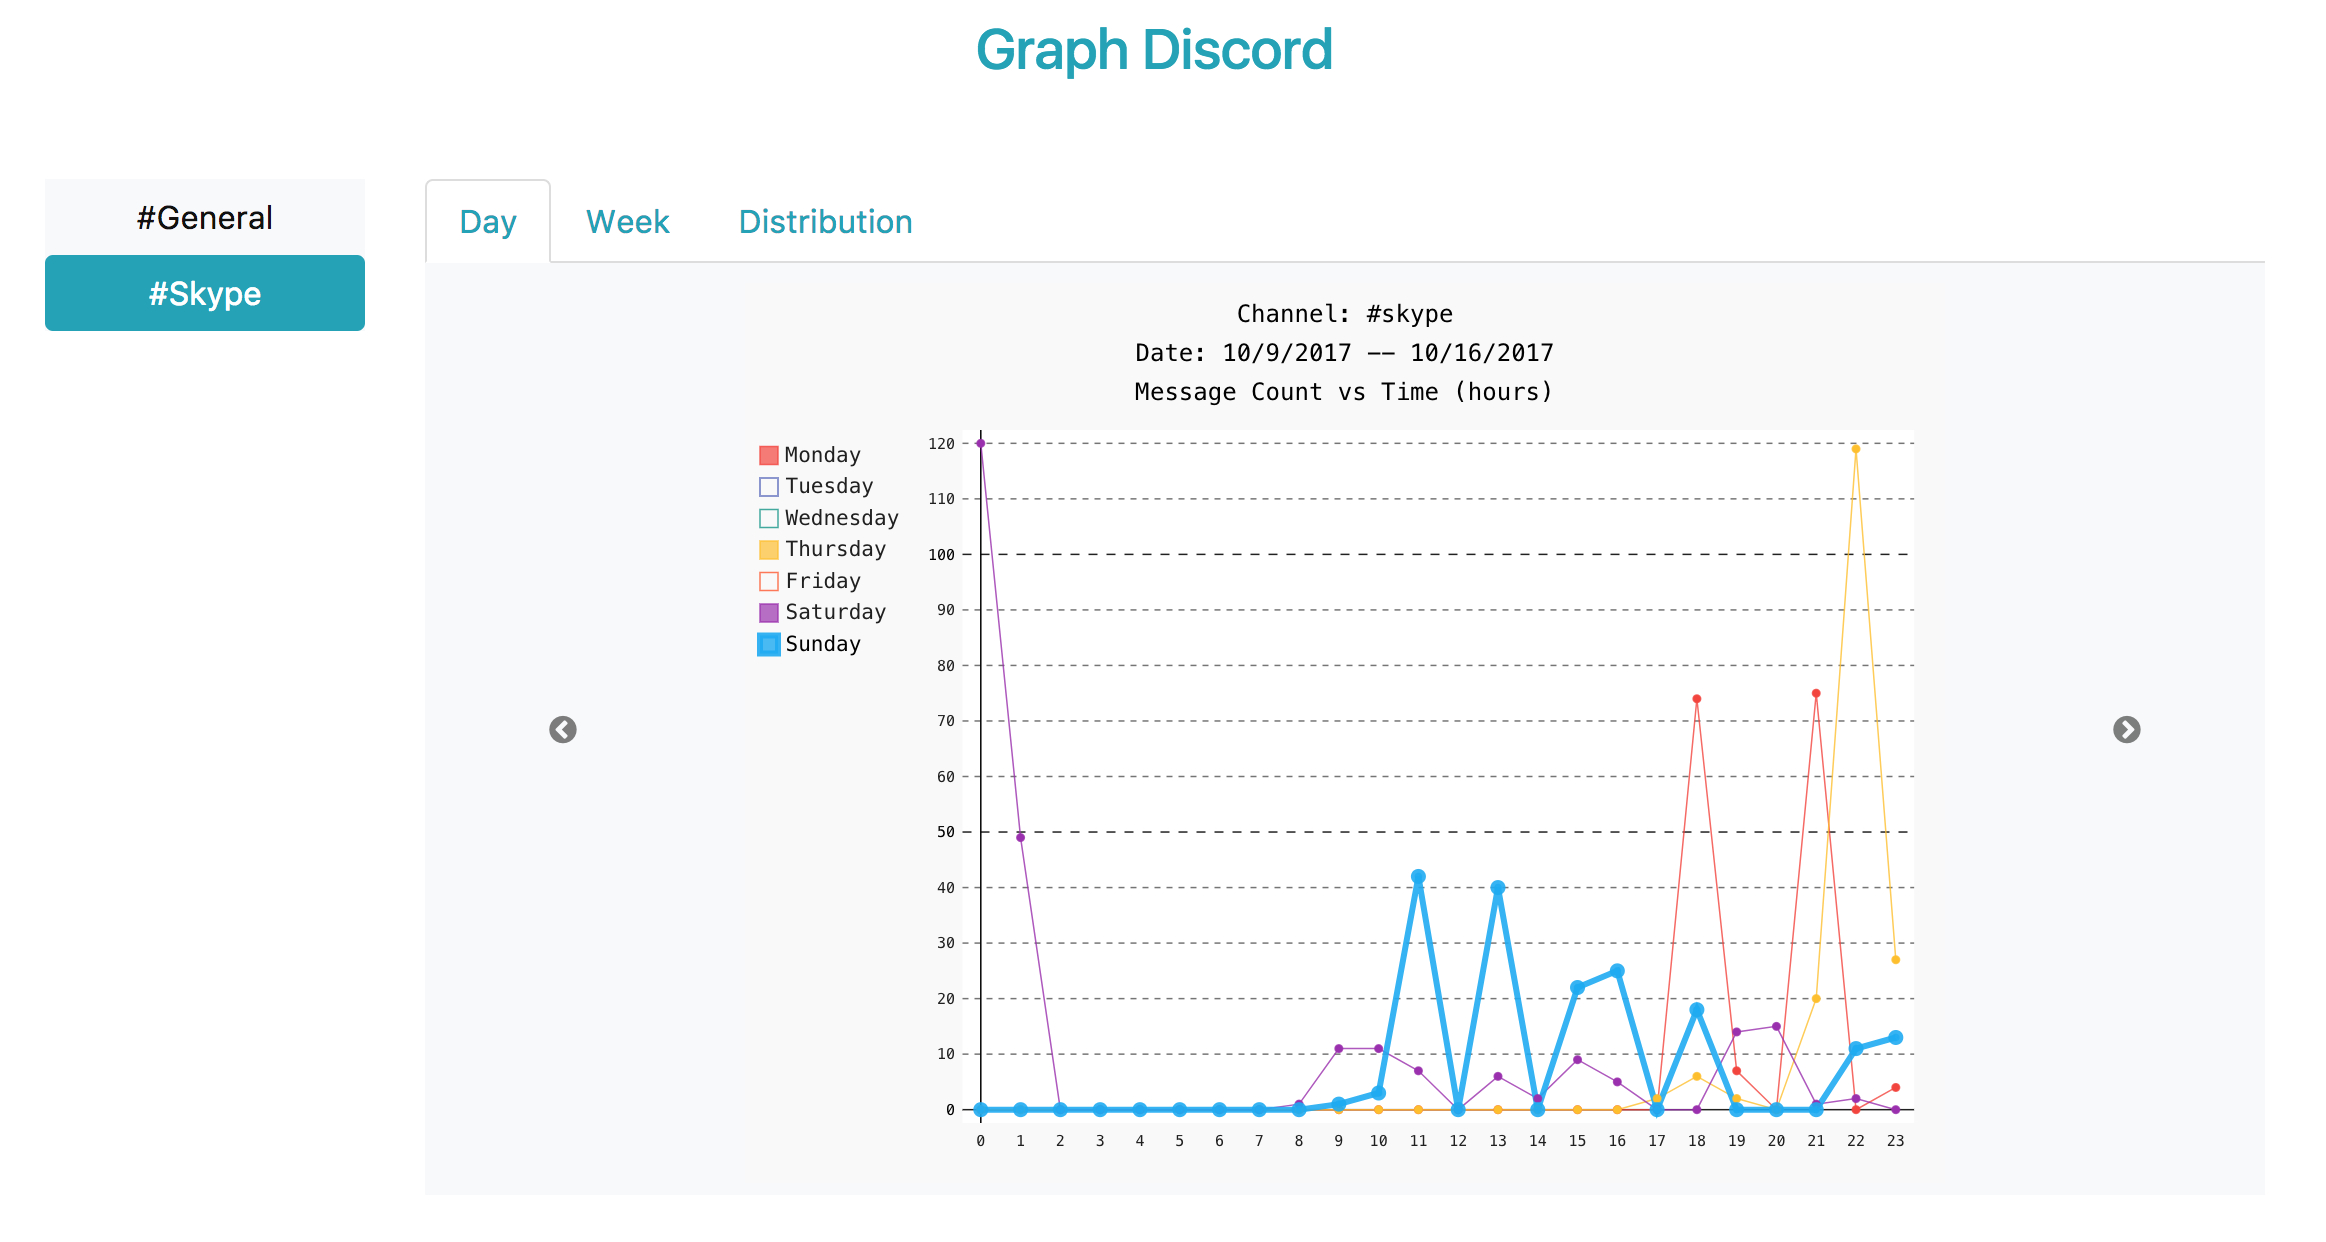 Graph Discord
#General
#Skype
Day
Week
Distribution
Channel: #skype
Date: 10/9/2017 -- 10/16/2017
Message Count vs Time (hours)
Monday
Tuesday
Wednesday
Thursday
Friday
Saturday
Sunday
120
110
100
90
80
70
60
50
40
30
20
10
0
0 1 2 3 4 5 6 7 8 9 10 11 12 13 14 15 16 17 18 19 20 21 22 23